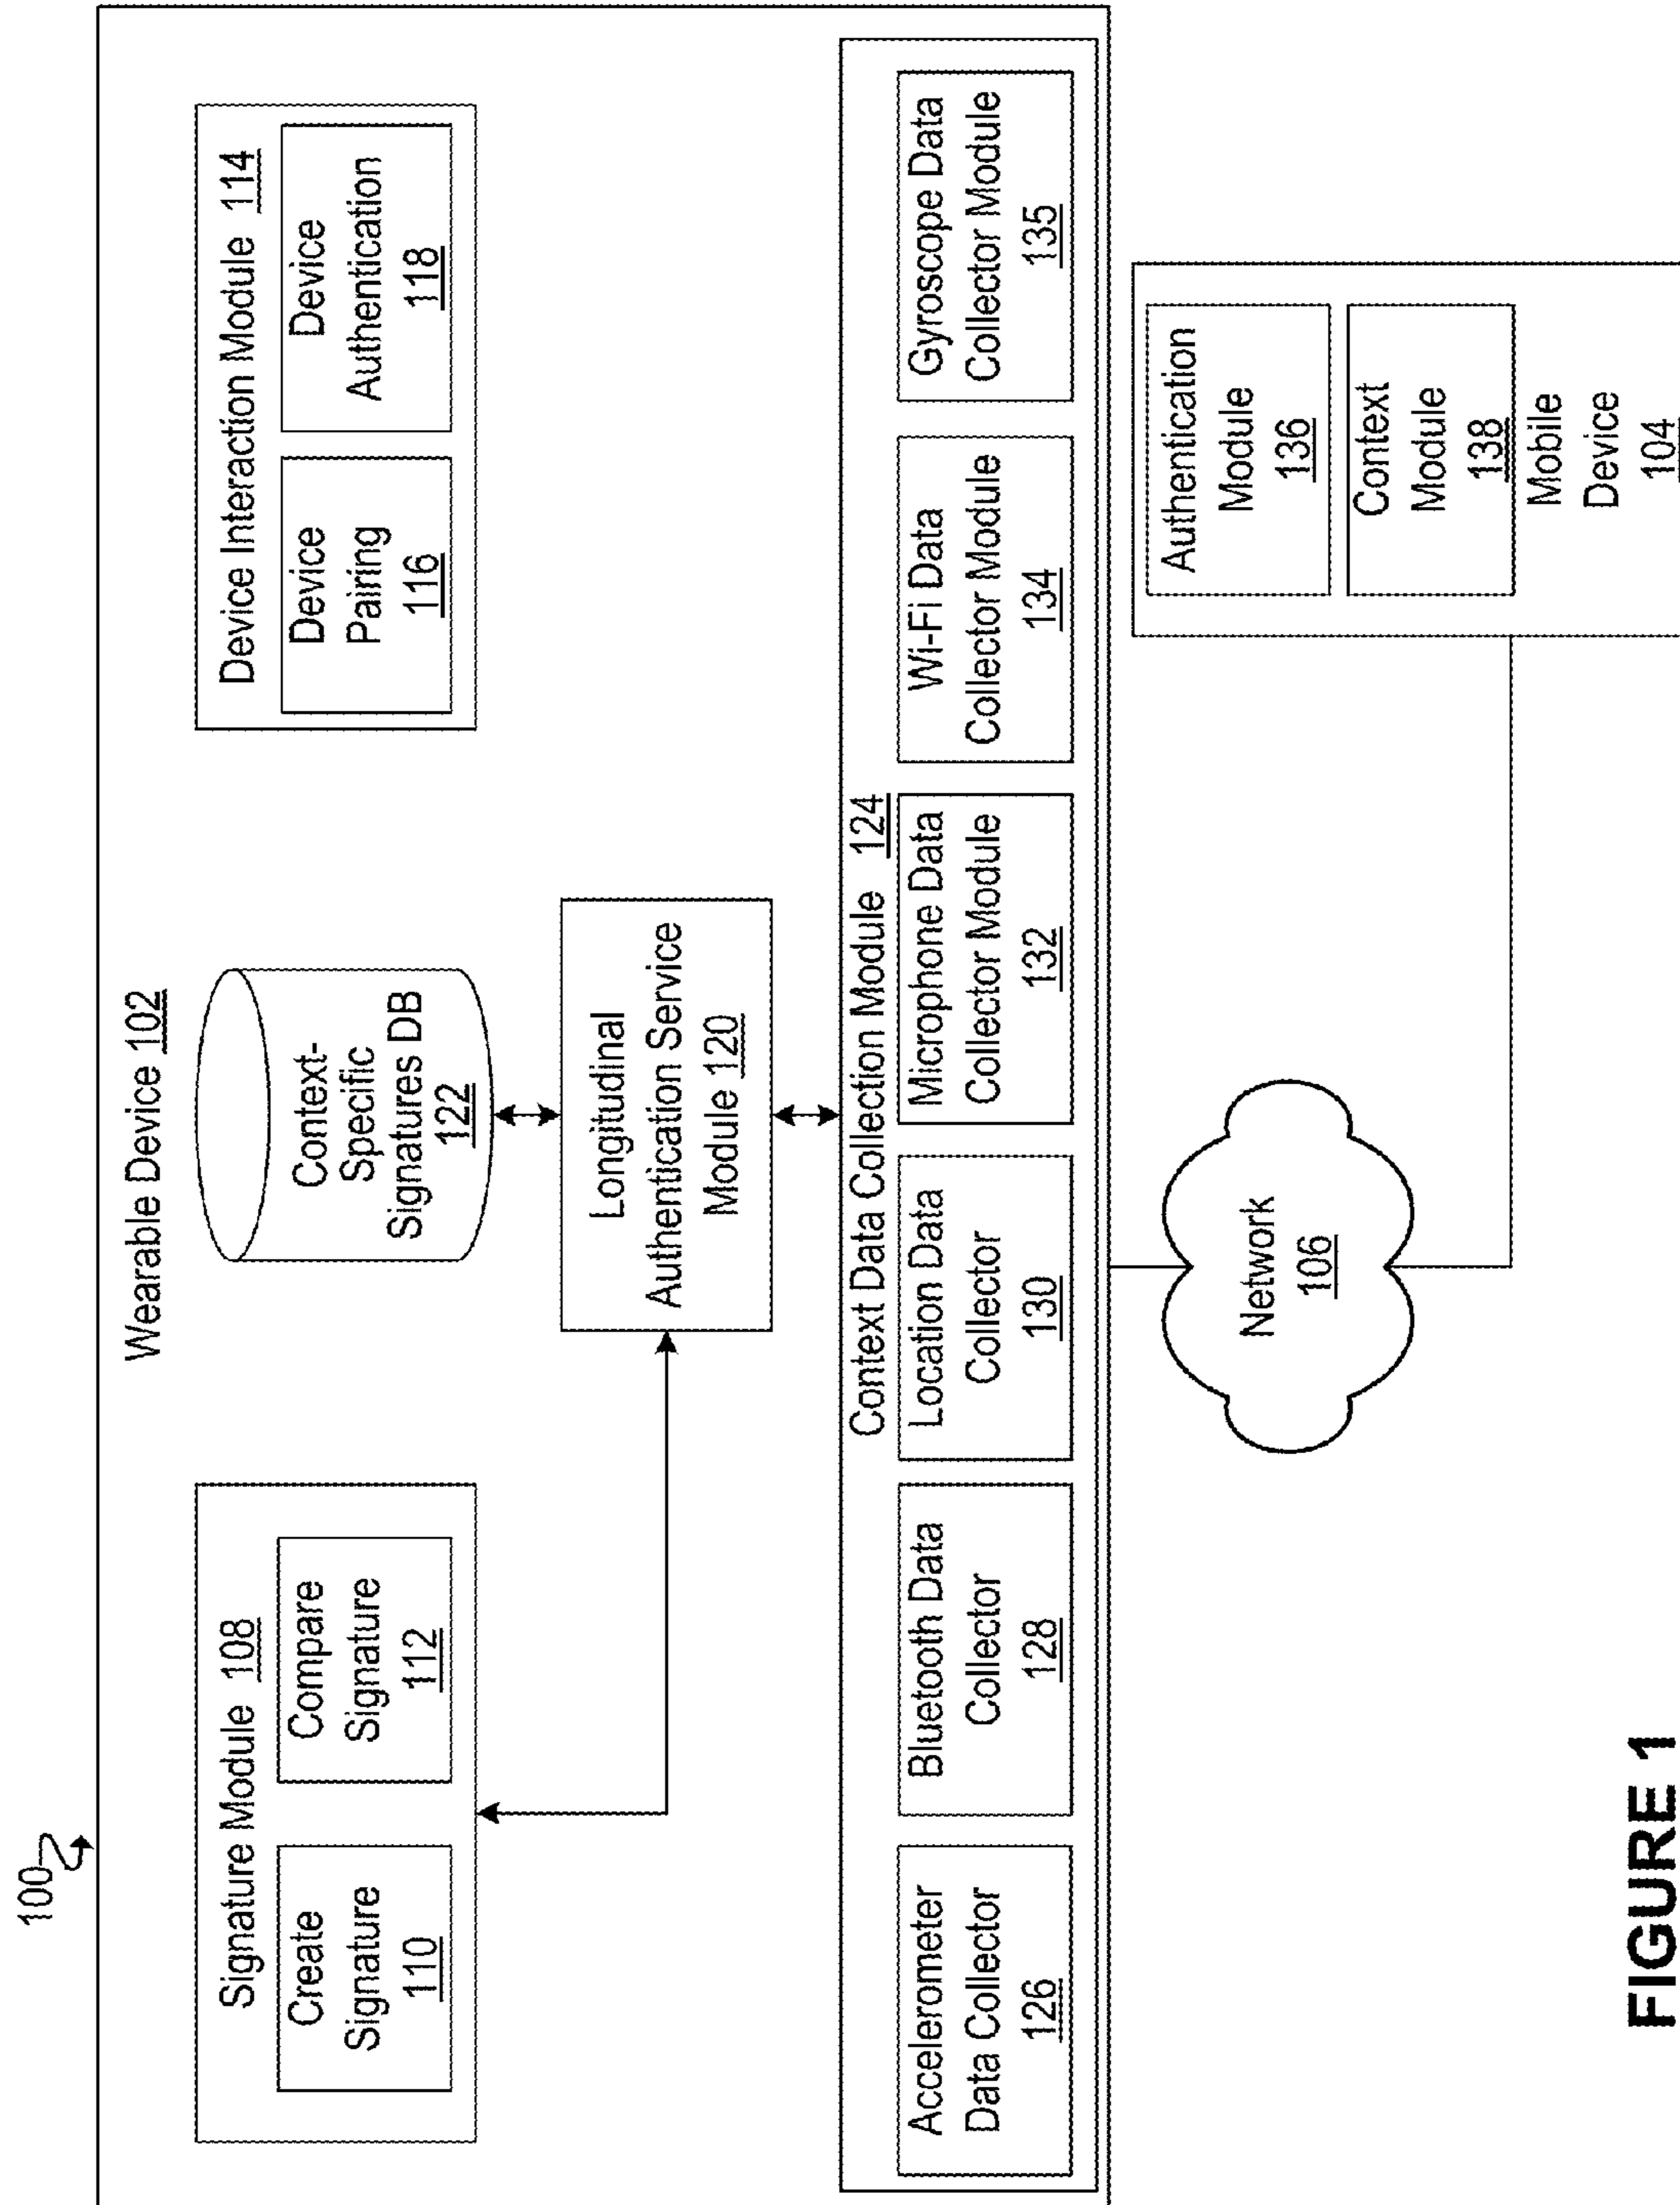 100
Wearable Device 102
Signature Module 108
Create
Signature
110
Compare
Signature
112
Context-
Specific
Signatures DB
122
Device Interaction Module 114
Device
Pairing
116
Device
Authentication
118
Longitudinal
Authentication Service
Module 120
Context Data Collection Module 124
Accelerometer
Data Collector
126
Bluetooth Data
Collector
128
Location Data
Collector
130
Microphone Data
Collector Module
132
Wi-Fi Data
Collector Module
134
Gyroscope Data
Collector Module
135
Network
106
Authentication
Module
136
Context
Module
138
Mobile
Device
104
FIGURE 1